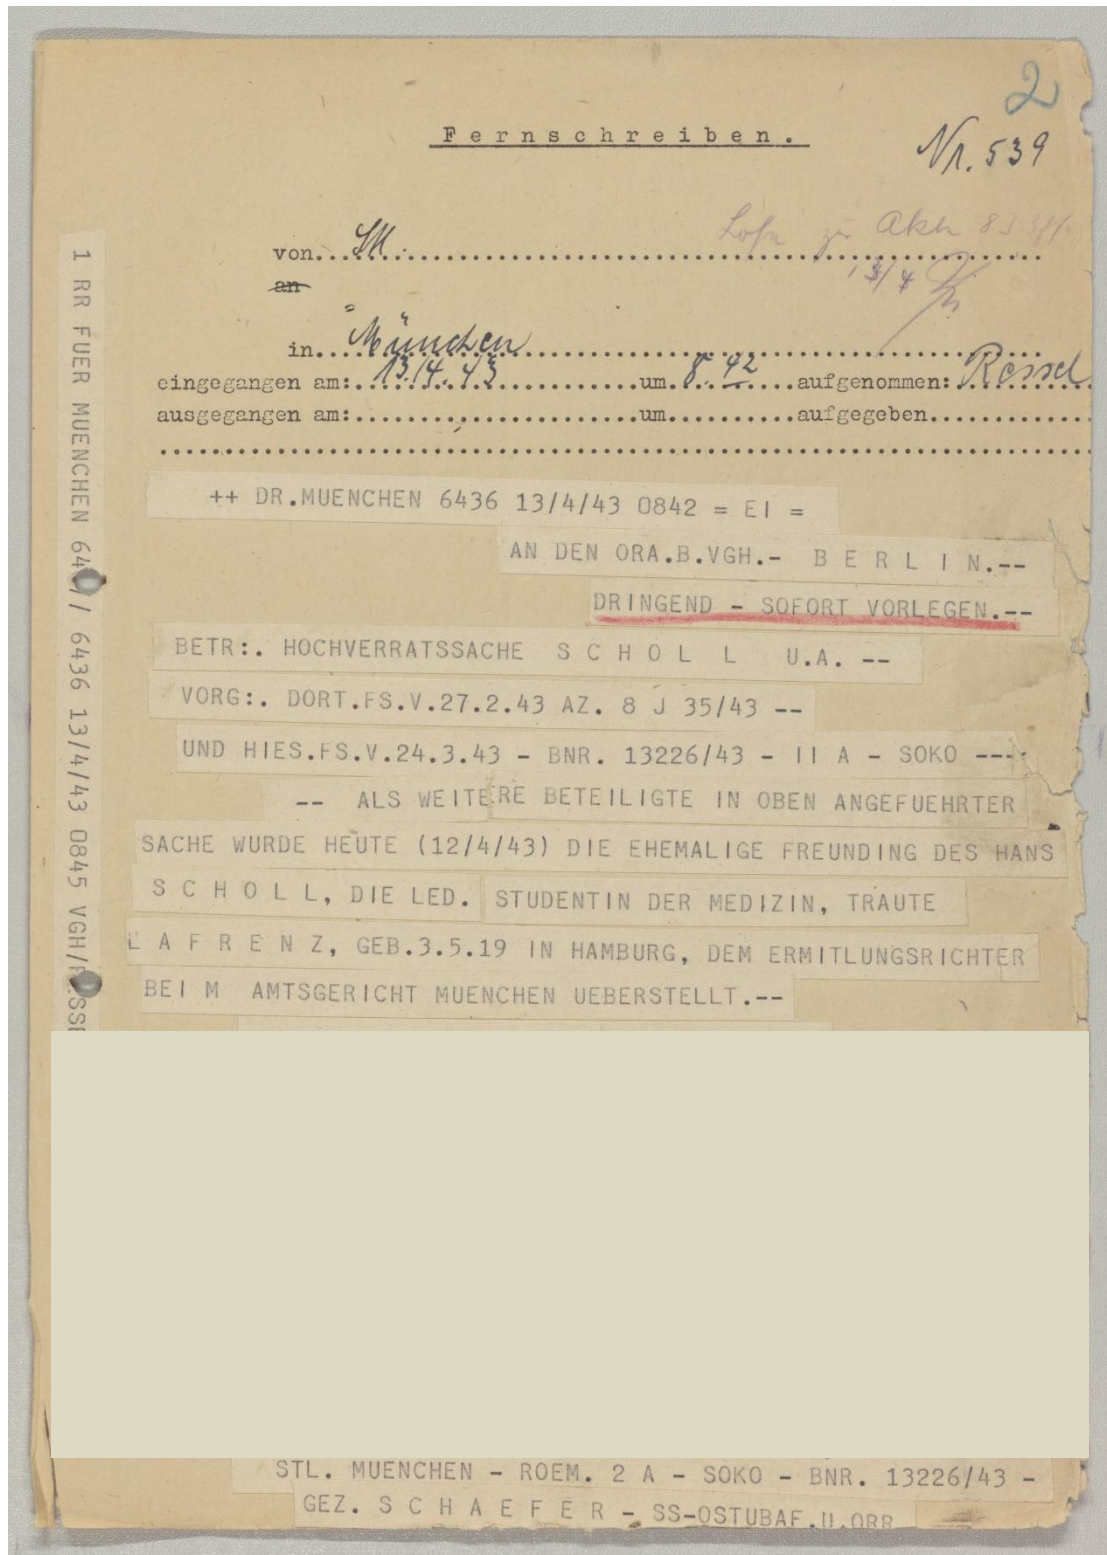 2
Fernschreiben.
Nr. 539
von
zu Akten 8 J
an
13/4
in München
eingegangen am: 13.4.43 um 8.42 aufgenommen: Rössel
ausgegangen am: um aufgegeben
++ DR.MUENCHEN 6436 13/4/43 0842 = EI =
AN DEN ORA.B.VGH.- B E R L I N.--
DRINGEND - SOFORT VORLEGEN.--
BETR:. HOCHVERRATSSACHE S C H O L L U.A. --
VORG:. DORT.FS.V.27.2.43 AZ. 8 J 35/43 --
UND HIES.FS.V.24.3.43 - BNR. 13226/43 - II A - SOKO ----
-- ALS WEITERE BETEILIGTE IN OBEN ANGEFUEHRTER
SACHE WURDE HEUTE (12/4/43) DIE EHEMALIGE FREUNDING DES HANS
S C H O L L, DIE LED. STUDENTIN DER MEDIZIN, TRAUTE
L A F R E N Z, GEB.3.5.19 IN HAMBURG, DEM ERMITLUNGSRICHTER
BEI M AMTSGERICHT MUENCHEN UEBERSTELLT.--
STL. MUENCHEN - ROEM. 2 A - SOKO - BNR. 13226/43 -
GEZ. S C H A E F E R - SS-OSTUBAF.U.ORR
1 RR FUER MUENCHEN 6436 13/4/43 0845 VGH/